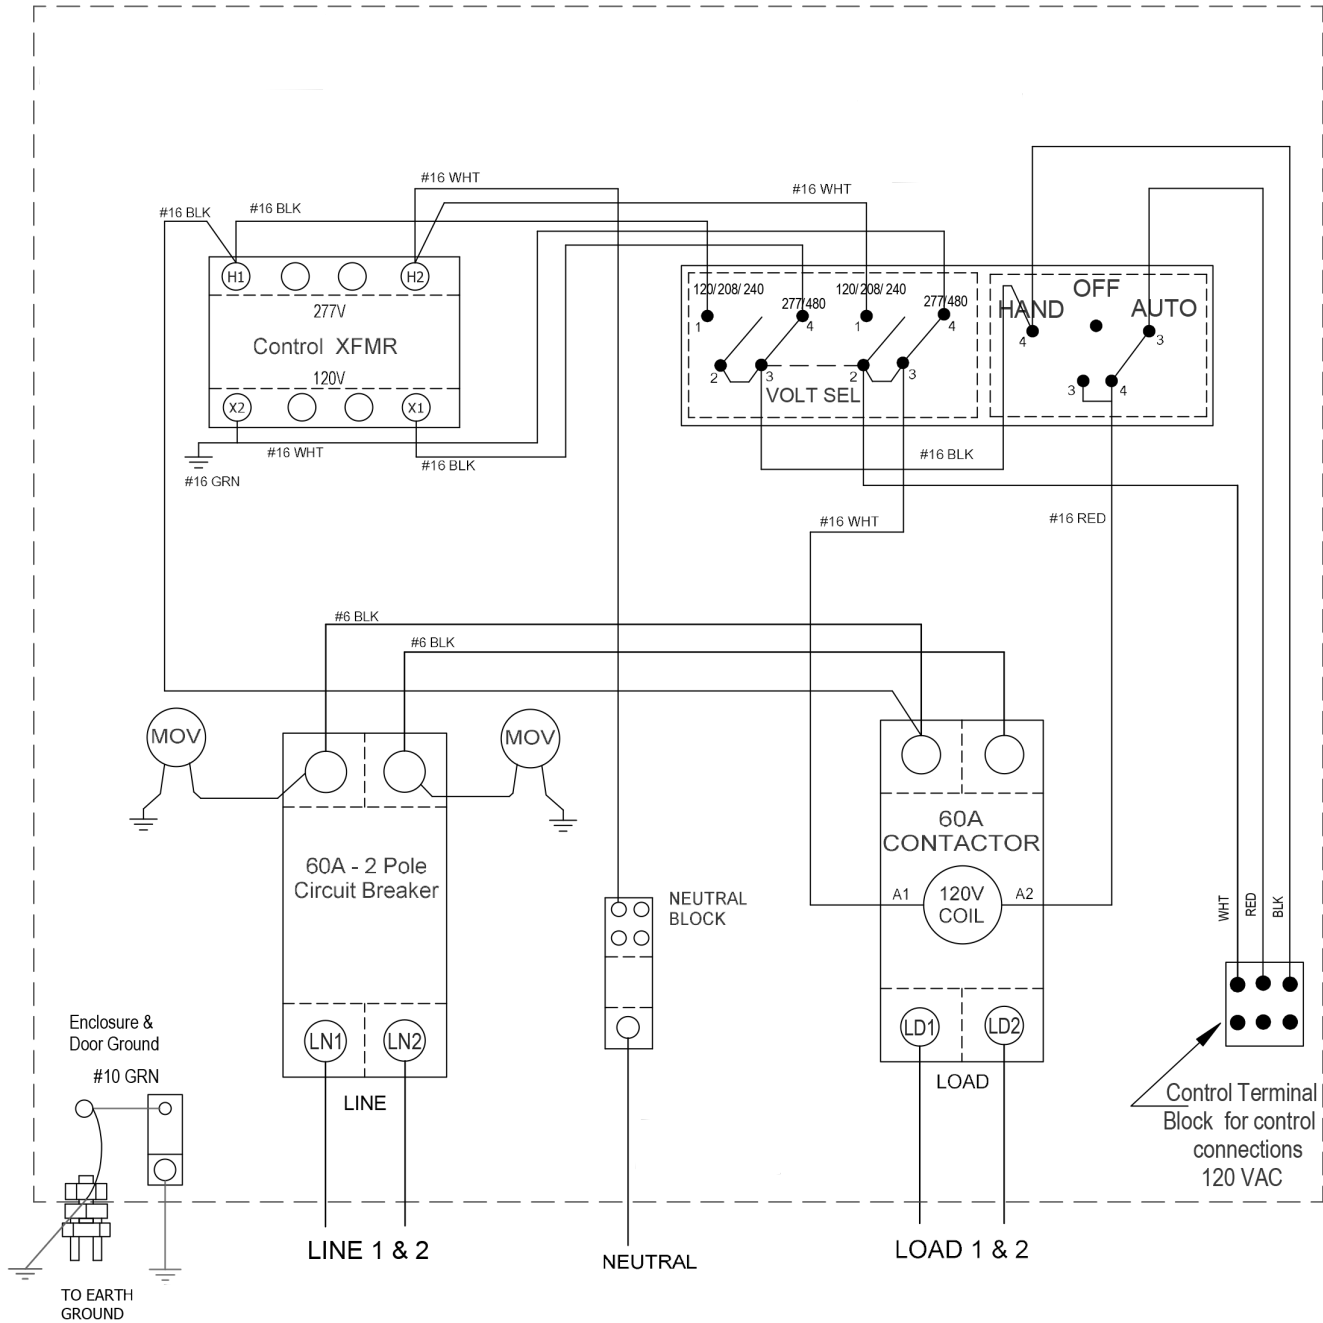 #16 WHT
#16 WHT
#16 BLK
#16 BLK
H1
H2
277V
Control XFMR
120V
X2
X1
#16 WHT
#16 BLK
#16 GRN
120/208/240
277/480
120/208/240
277/480
1
4
1
4
2
3
2
3
VOLT SEL
HAND
OFF
AUTO
4
3
3
4
#16 BLK
#16 WHT
#16 RED
#6 BLK
#6 BLK
MOV
MOV
60A - 2 Pole
Circuit Breaker
LN1
LN2
LINE
NEUTRAL
BLOCK
60A
CONTACTOR
A1
120V
COIL
A2
LD1
LD2
LOAD
WHT
RED
BLK
Control Terminal
Block for control
connections
120 VAC
Enclosure &
Door Ground
#10 GRN
TO EARTH
GROUND
LINE 1 & 2
NEUTRAL
LOAD 1 & 2